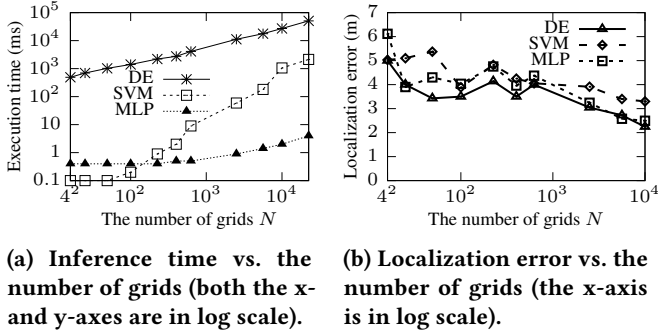 Execution time (ms)
10^5
10^4
10^3
10^2
10
1
0.1
DE
SVM
MLP
4^2
10^2
10^3
10^4
The number of grids N
Localization error (m)
7
6
5
4
3
2
1
0
DE
SVM
MLP
4^2
10^2
10^3
10^4
The number of grids N
(a) Inference time vs. the
number of grids (both the x-
and y-axes are in log scale).
(b) Localization error vs. the
number of grids (the x-axis
is in log scale).